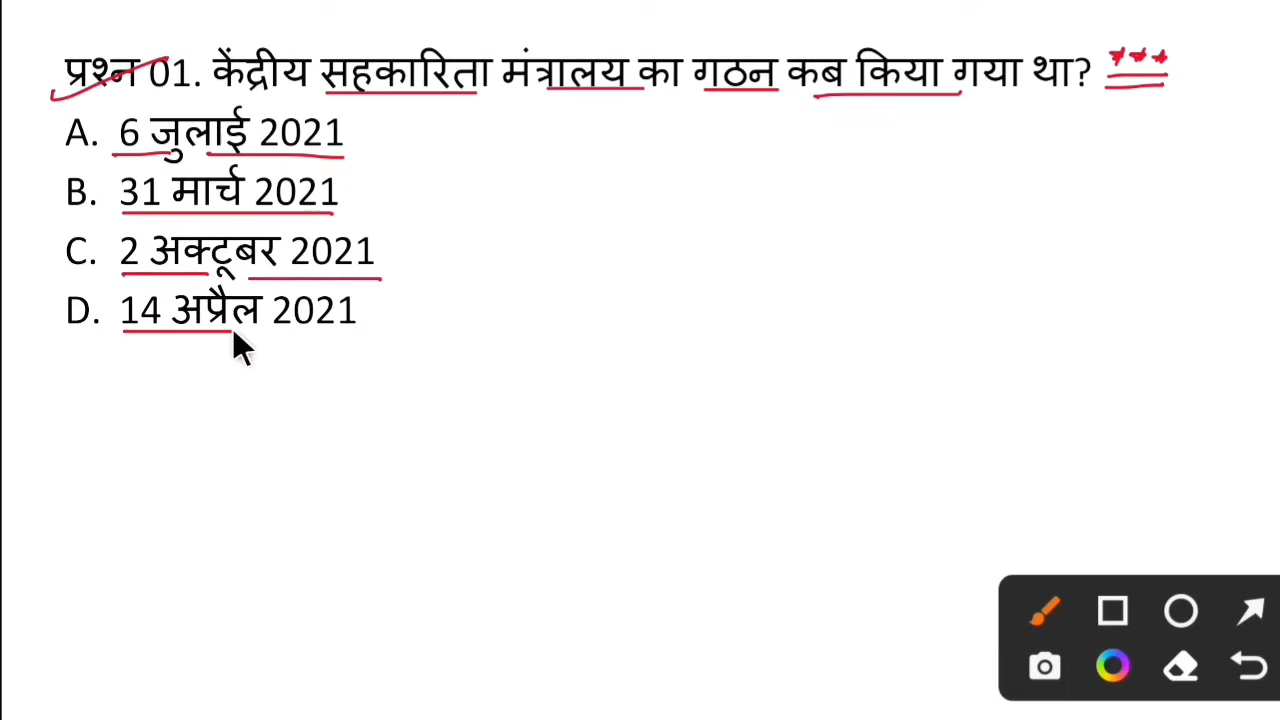 प्रश्न 01. केंद्रीय सहकारिता मंत्रालय का गठन कब किया गया था? ***
A. 6 जुलाई 2021
B. 31 मार्च 2021
C. 2 अक्टूबर 2021
D. 14 अप्रैल 2021